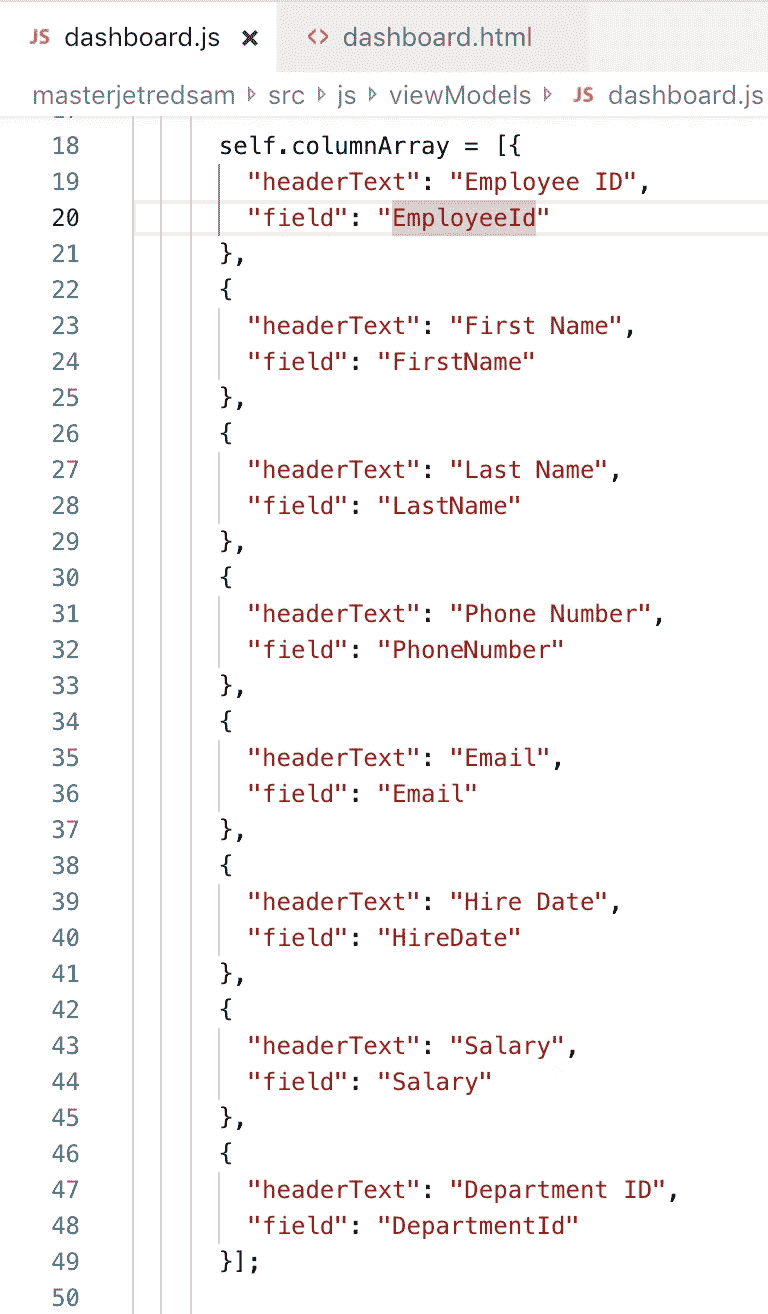 JS dashboard.js × <> dashboard.html
masterjetredsam > src > js > viewModels > JS dashboard.js
18 self.columnArray = [{
19 "headerText": "Employee ID",
20 "field": "EmployeeId"
21 },
22 {
23 "headerText": "First Name",
24 "field": "FirstName"
25 },
26 {
27 "headerText": "Last Name",
28 "field": "LastName"
29 },
30 {
31 "headerText": "Phone Number",
32 "field": "PhoneNumber"
33 },
34 {
35 "headerText": "Email",
36 "field": "Email"
37 },
38 {
39 "headerText": "Hire Date",
40 "field": "HireDate"
41 },
42 {
43 "headerText": "Salary",
44 "field": "Salary"
45 },
46 {
47 "headerText": "Department ID",
48 "field": "DepartmentId"
49 }];
50